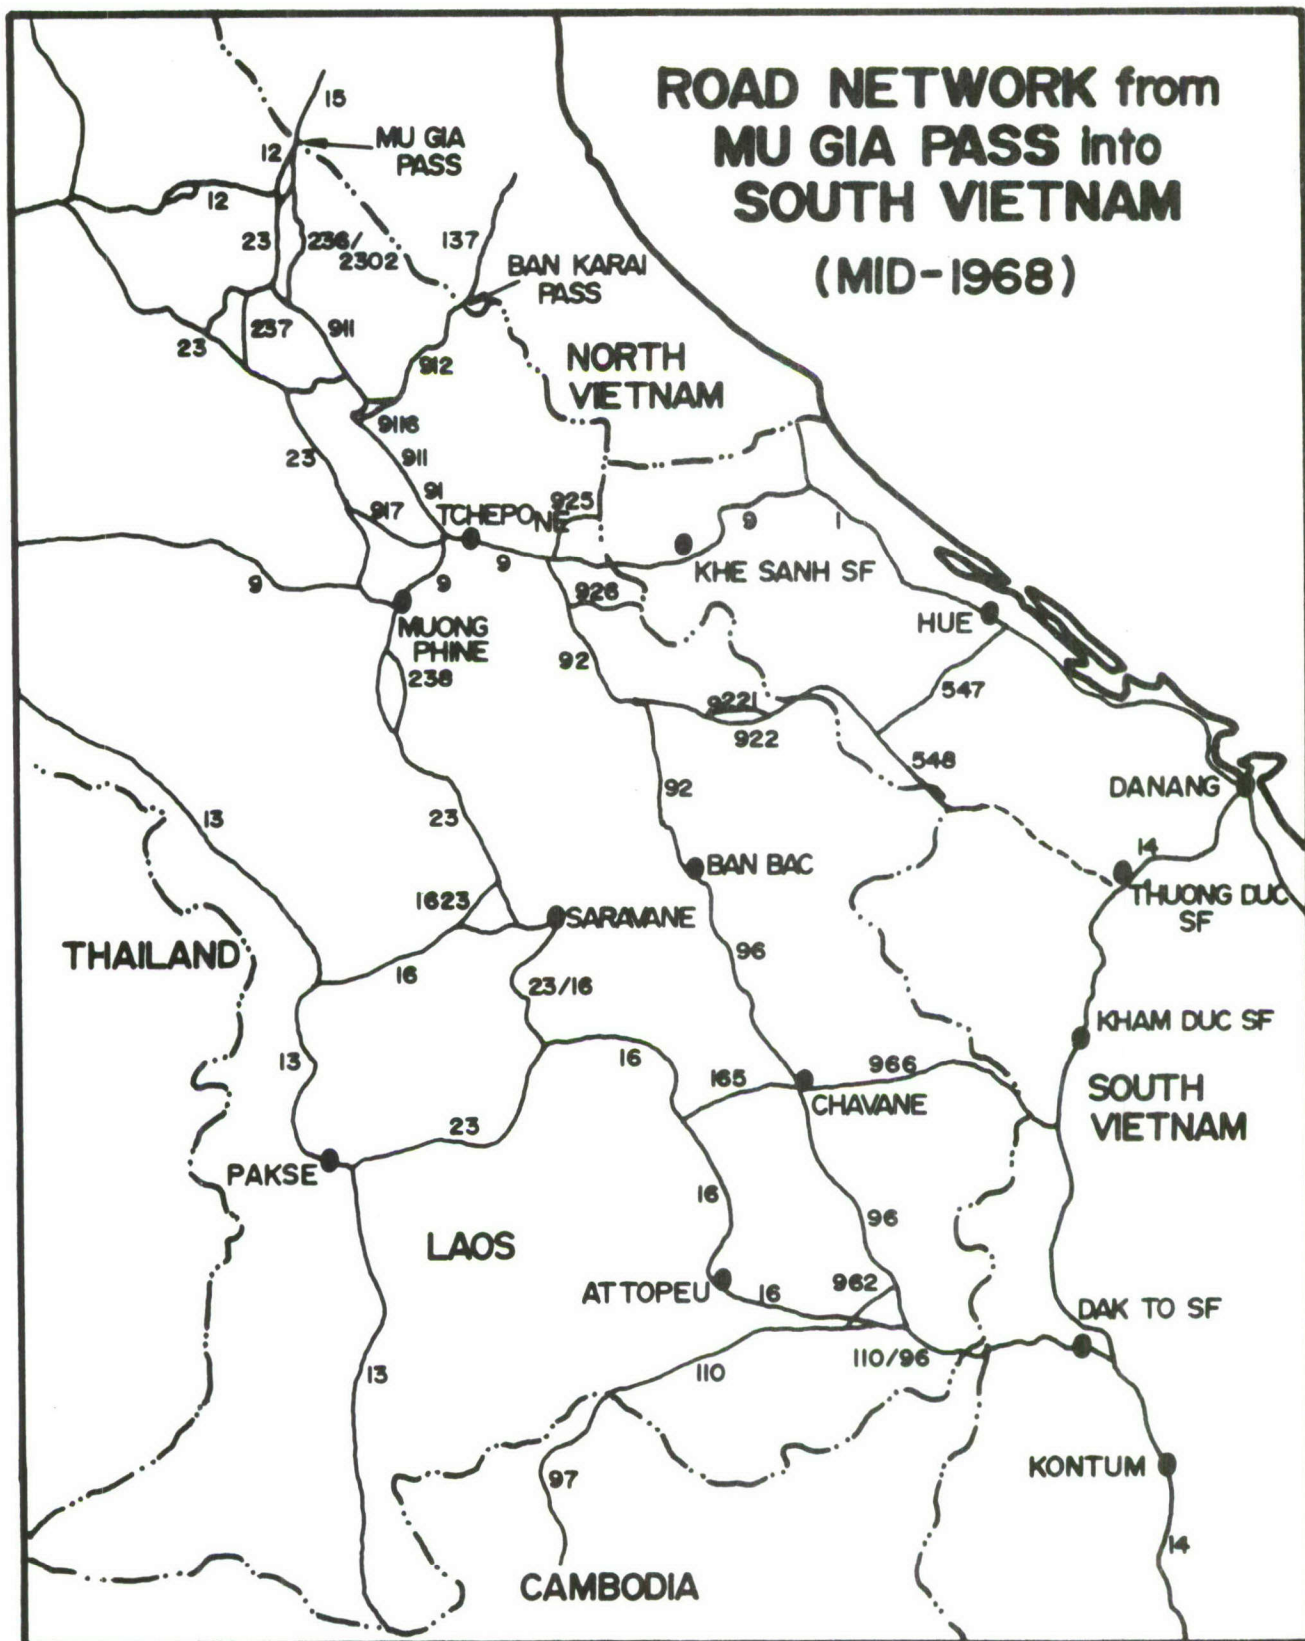 ROAD NETWORK from
MU GIA PASS into
SOUTH VIETNAM
(MID-1968)
15
MU GIA
PASS
12
12
23
236/
2302
137
BAN KARAI
PASS
237
911
23
912
NORTH
VIETNAM
9116
23
911
91
917
TCHEPONE
925
9
1
9
KHE SANH SF
9
9
926
HUE
MUONG
PHINE
238
92
547
9221
922
548
92
DANANG
13
23
14
BAN BAC
THUONG DUC
SF
1623
SARAVANE
THAILAND
16
96
23/16
KHAM DUC SF
13
16
165
966
CHAVANE
SOUTH
VIETNAM
23
PAKSE
16
96
LAOS
ATTOPEU
16
962
DAK TO SF
110/96
13
110
97
KONTUM
14
CAMBODIA